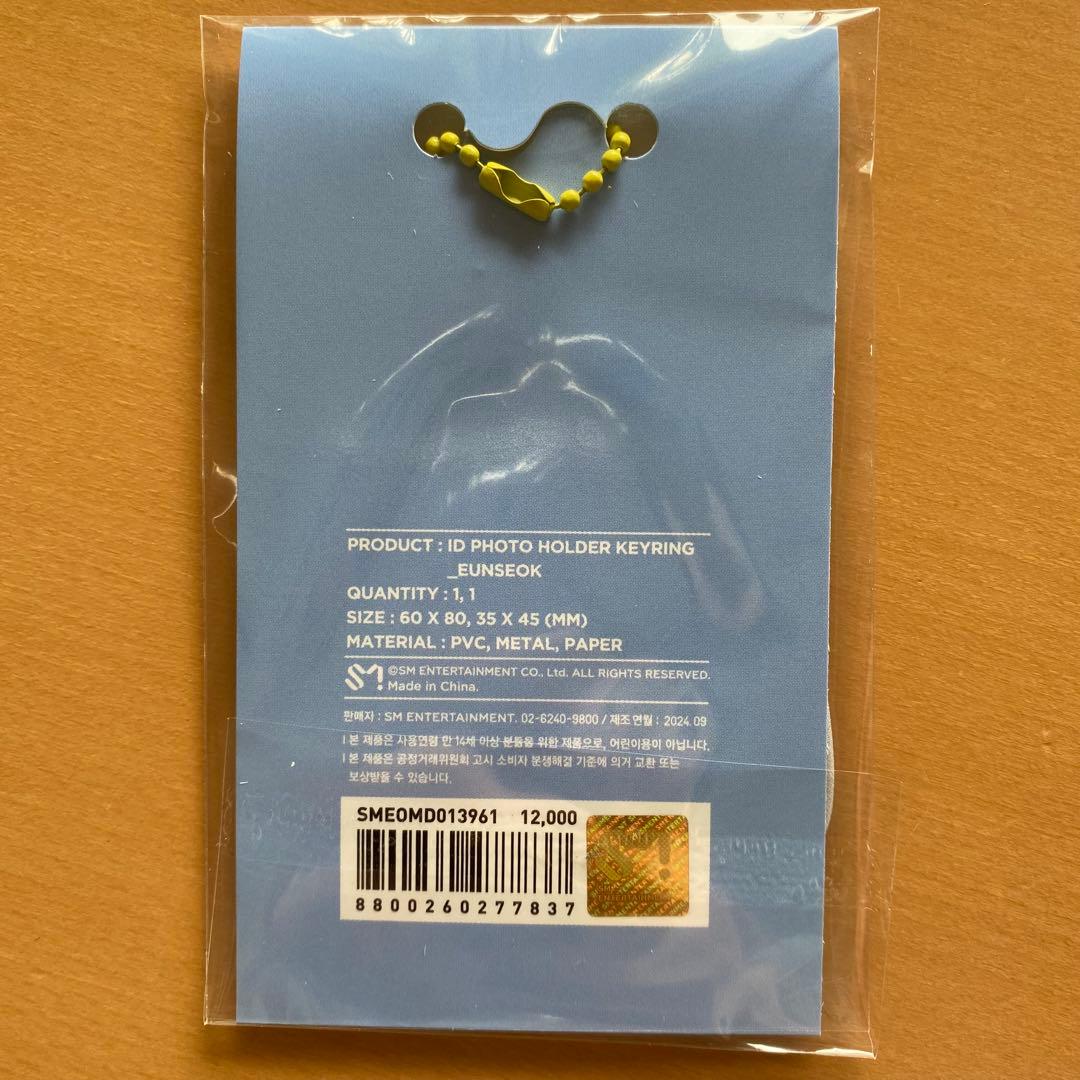 PRODUCT : ID PHOTO HOLDER KEYRING
_EUNSEOK
QUANTITY : 1, 1
SIZE : 60 X 80, 35 X 45 (MM)
MATERIAL : PVC, METAL, PAPER
SM ©SM ENTERTAINMENT CO., Ltd. ALL RIGHTS RESERVED.
Made in China.
판매자 : SM ENTERTAINMENT. 02-6240-9800 / 제조 연월 : 2024. 09
l 본 제품은 사용연령 만 14세 이상 분들을 위한 제품으로, 어린이용이 아닙니다.
l 본 제품은 공정거래위원회 고시 소비자 분쟁해결 기준에 의거 교환 또는
보상받을 수 있습니다.
SMEOMD013961 12,000
8800260277837
SM
ENTERTAINMENT